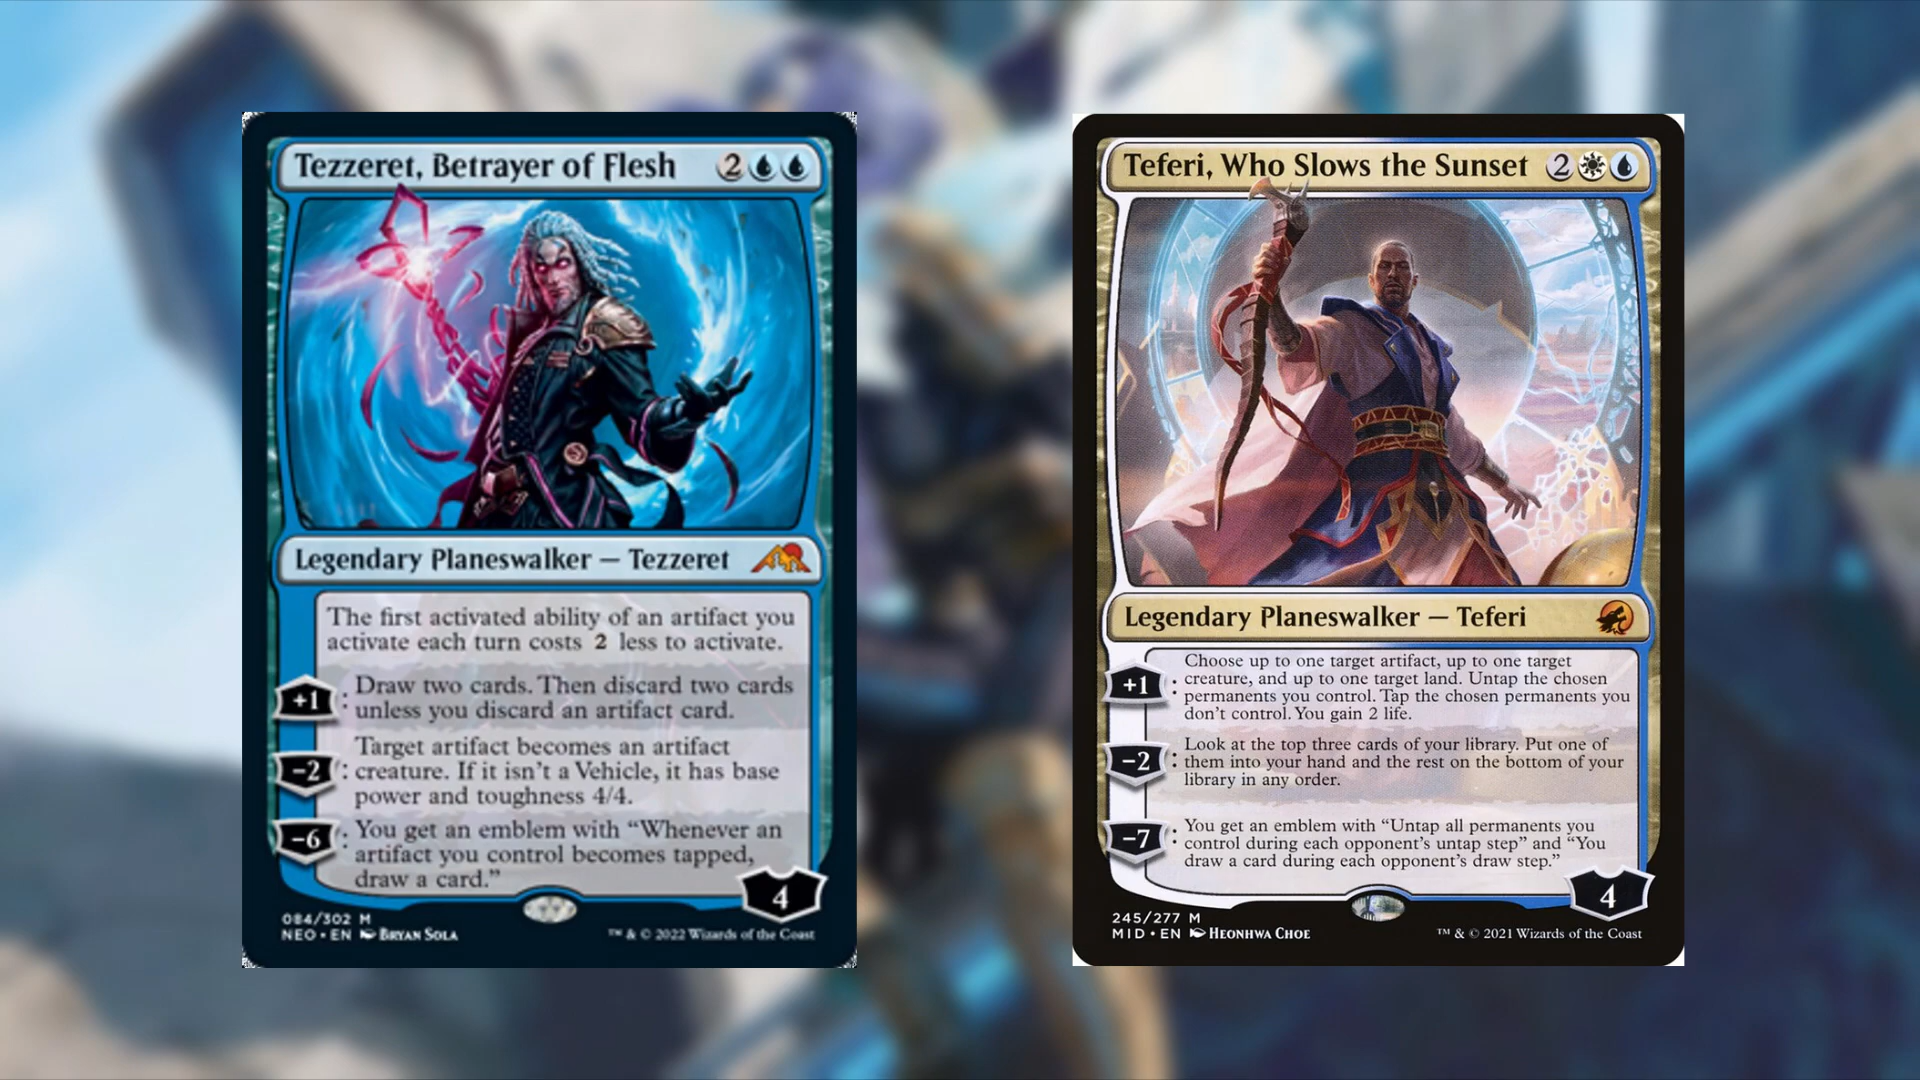 Tezzeret, Betrayer of Flesh 2
Legendary Planeswalker — Tezzeret
The first activated ability of an artifact you
activate each turn costs 2 less to activate.
+1 : Draw two cards. Then discard two cards
unless you discard an artifact card.
Target artifact becomes an artifact
−2 : creature. If it isn't a Vehicle, it has base
power and toughness 4/4.
−6 : You get an emblem with “Whenever an
artifact you control becomes tapped,
draw a card.”
4
084/302 M
NEO • EN BRYAN SOLA
™ & © 2022 Wizards of the Coast
Teferi, Who Slows the Sunset 2
Legendary Planeswalker — Teferi
Choose up to one target artifact, up to one target
+1 : creature, and up to one target land. Untap the chosen
permanents you control. Tap the chosen permanents you
don't control. You gain 2 life.
−2 : Look at the top three cards of your library. Put one of
them into your hand and the rest on the bottom of your
library in any order.
−7 : You get an emblem with “Untap all permanents you
control during each opponent's untap step” and “You
draw a card during each opponent's draw step.”
4
245/277 M
MID • EN HEONHWA CHOE
™ & © 2021 Wizards of the Coast